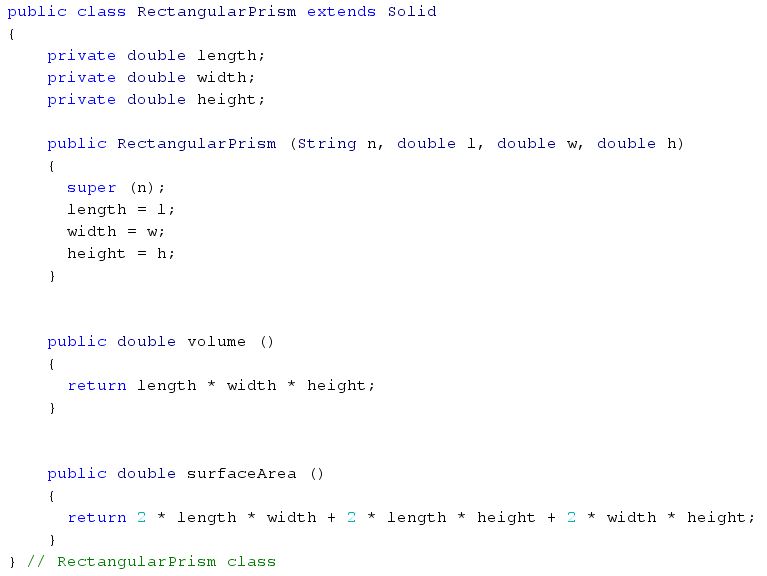 public class RectangularPrism extends Solid
{
    private double length;
    private double width;
    private double height;

    public RectangularPrism (String n, double l, double w, double h)
    {
      super (n);
      length = l;
      width = w;
      height = h;
    }


    public double volume ()
    {
      return length * width * height;
    }


    public double surfaceArea ()
    {
      return 2 * length * width + 2 * length * height + 2 * width * height;
    }
} // RectangularPrism class